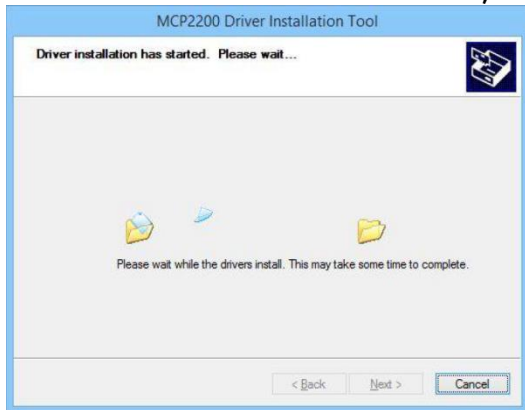 MCP2200 Driver Installation Tool
Driver installation has started. Please wait...
Please wait while the drivers install. This may take some time to complete.
< Back Next > Cancel